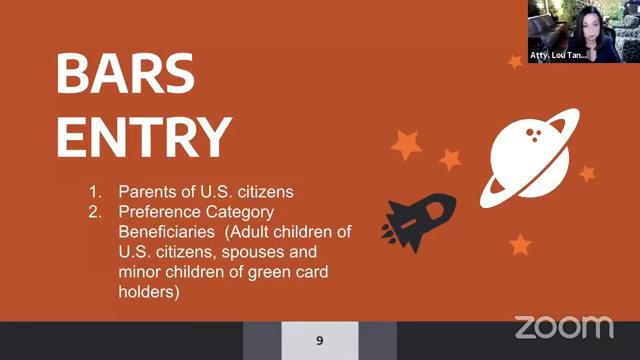 Atty. Lou Tan...
BARS
ENTRY
1. Parents of U.S. citizens
2. Preference Category
Beneficiaries (Adult children of
U.S. citizens, spouses and
minor children of green card
holders)
9
zoom